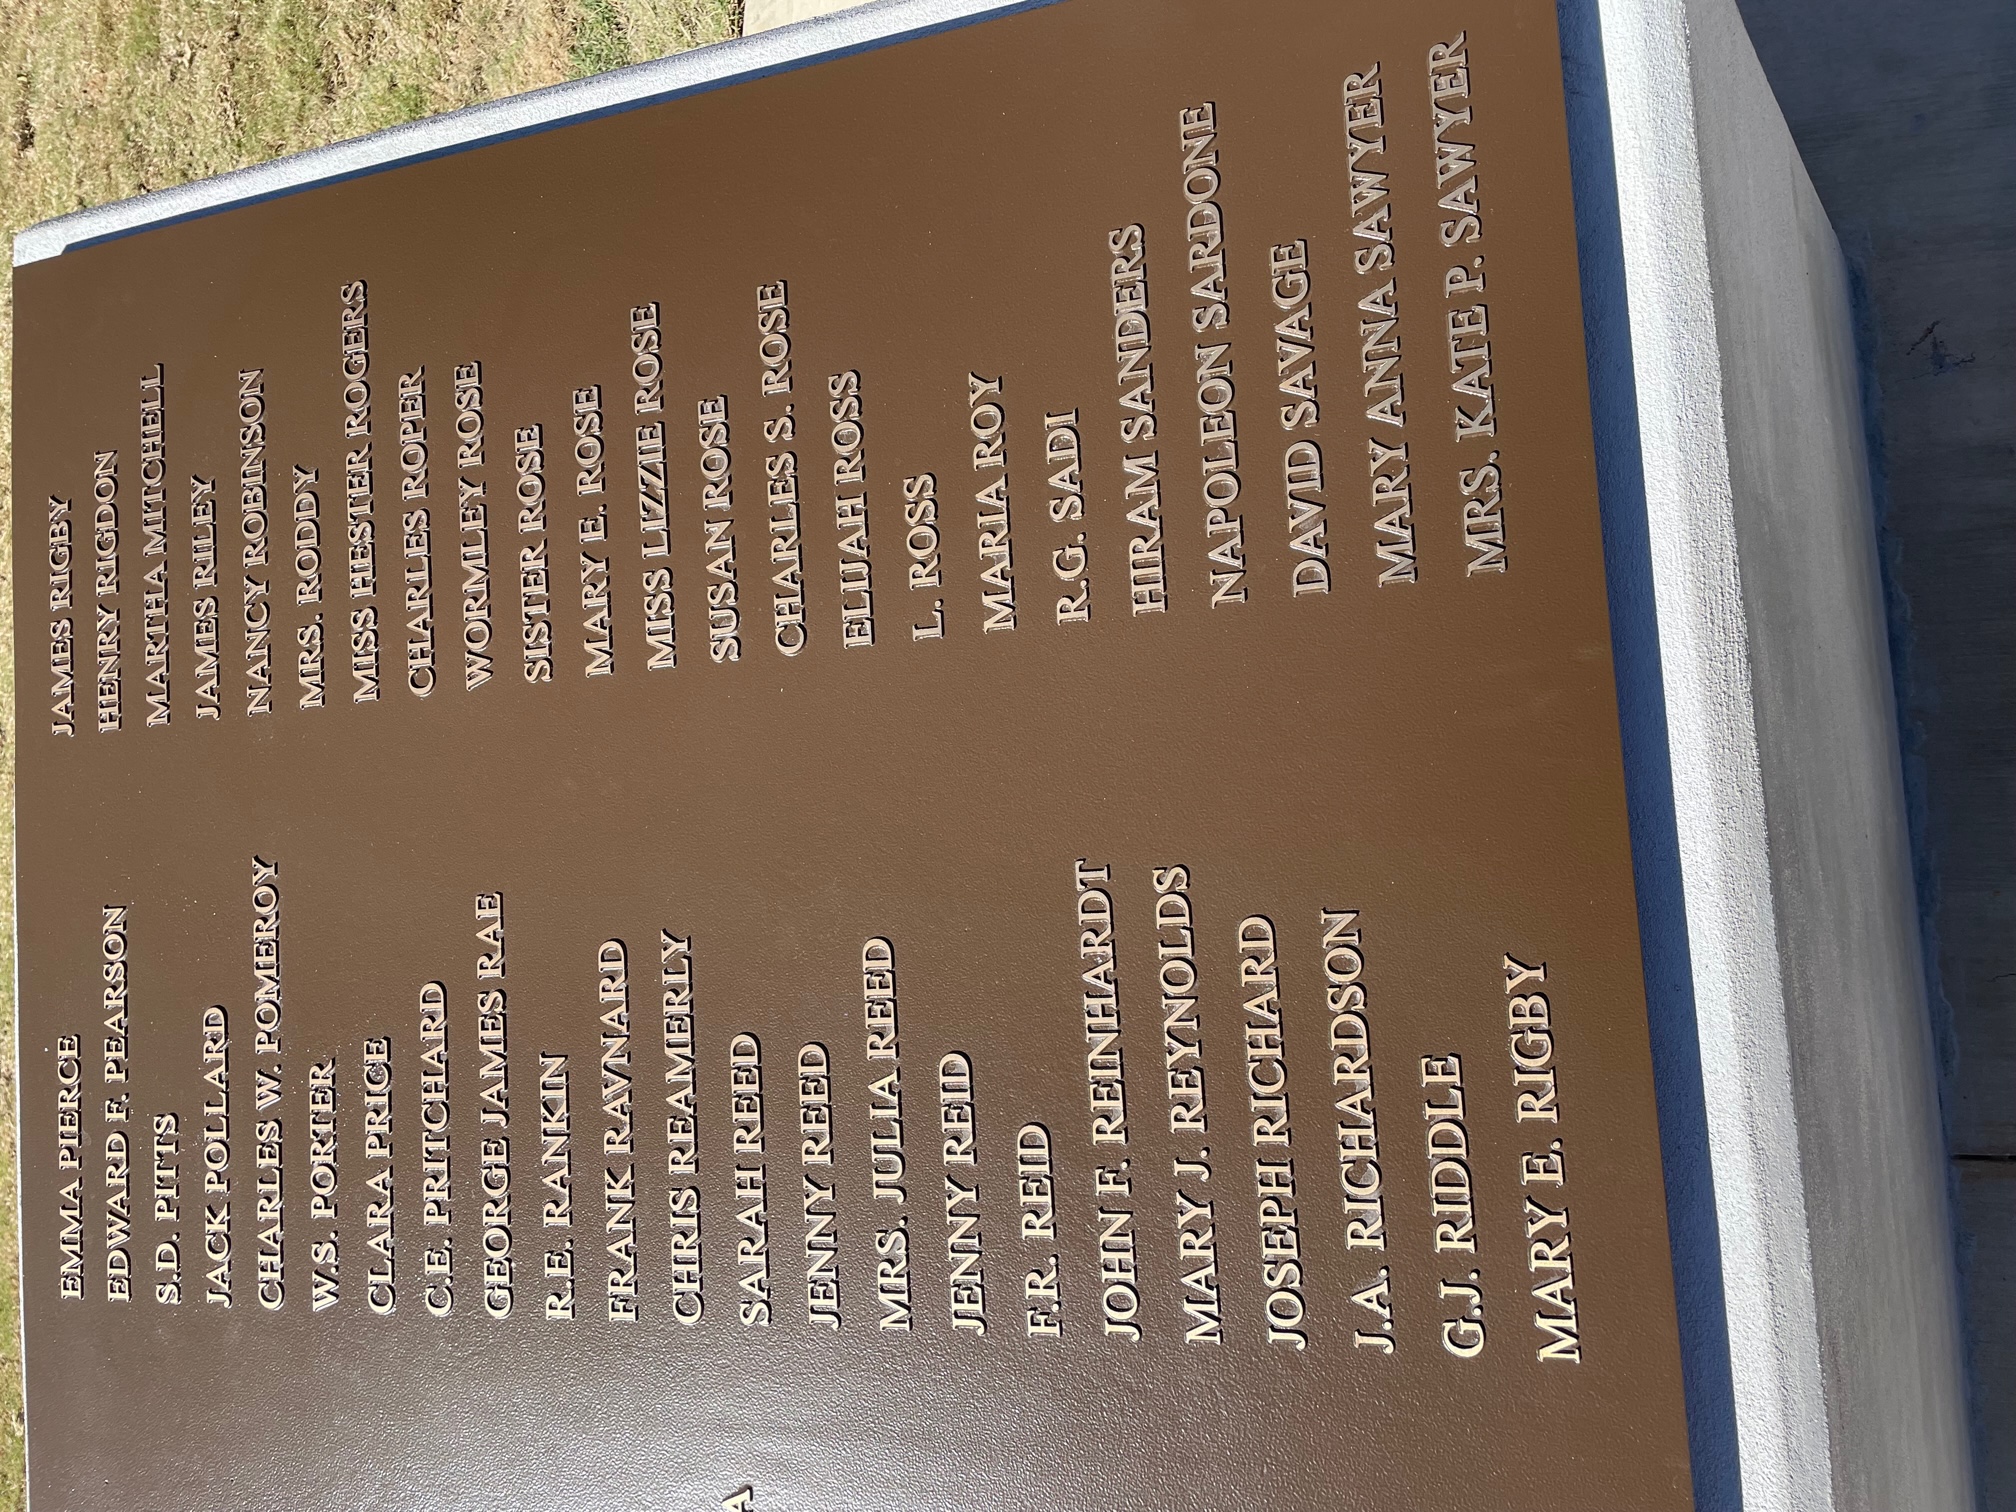 A
EMMA PIERCE
EDWARD F. PEARSON
S.D. PITTS
JACK POLLARD
CHARLES W. POMEROY
W.S. PORTER
CLARA PRICE
C.E. PRITCHARD
GEORGE JAMES RAE
R.E. RANKIN
FRANK RAVNARD
CHRIS REAMERLY
SARAH REED
JENNY REED
MRS. JULIA REED
JENNY REID
F.R. REID
JOHN F. REINHARDT
MARY J. REYNOLDS
JOSEPH RICHARD
J.A. RICHARDSON
G.J. RIDDLE
MARY E. RIGBY
JAMES RIGBY
HENRY RIGDON
MARTHA MITCHELL
JAMES RILEY
NANCY ROBINSON
MRS. RODDY
MISS HESTER ROGERS
CHARLES ROPER
WORMLEY ROSE
SISTER ROSE
MARY E. ROSE
MISS LIZZIE ROSE
SUSAN ROSE
CHARLES S. ROSE
ELIJAH ROSS
L. ROSS
MARIA ROY
R.G. SADI
HIRAM SANDERS
NAPOLEON SARDONE
DAVID SAVAGE
MARY ANNA SAWYER
MRS. KATE P. SAWYER